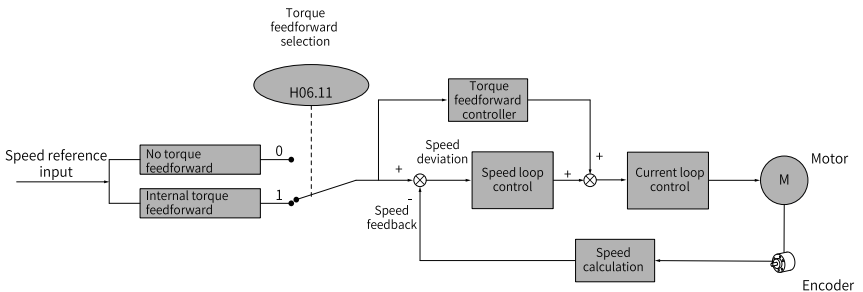 Torque
feedforward
selection
H06.11
Torque
feedforward
controller
Speed reference
input
No torque
feedforward
0
Internal torque
feedforward
1
+
Speed
deviation
-
Speed
feedback
Speed loop
control
+
+
Current loop
control
M
Motor
Speed
calculation
Encoder